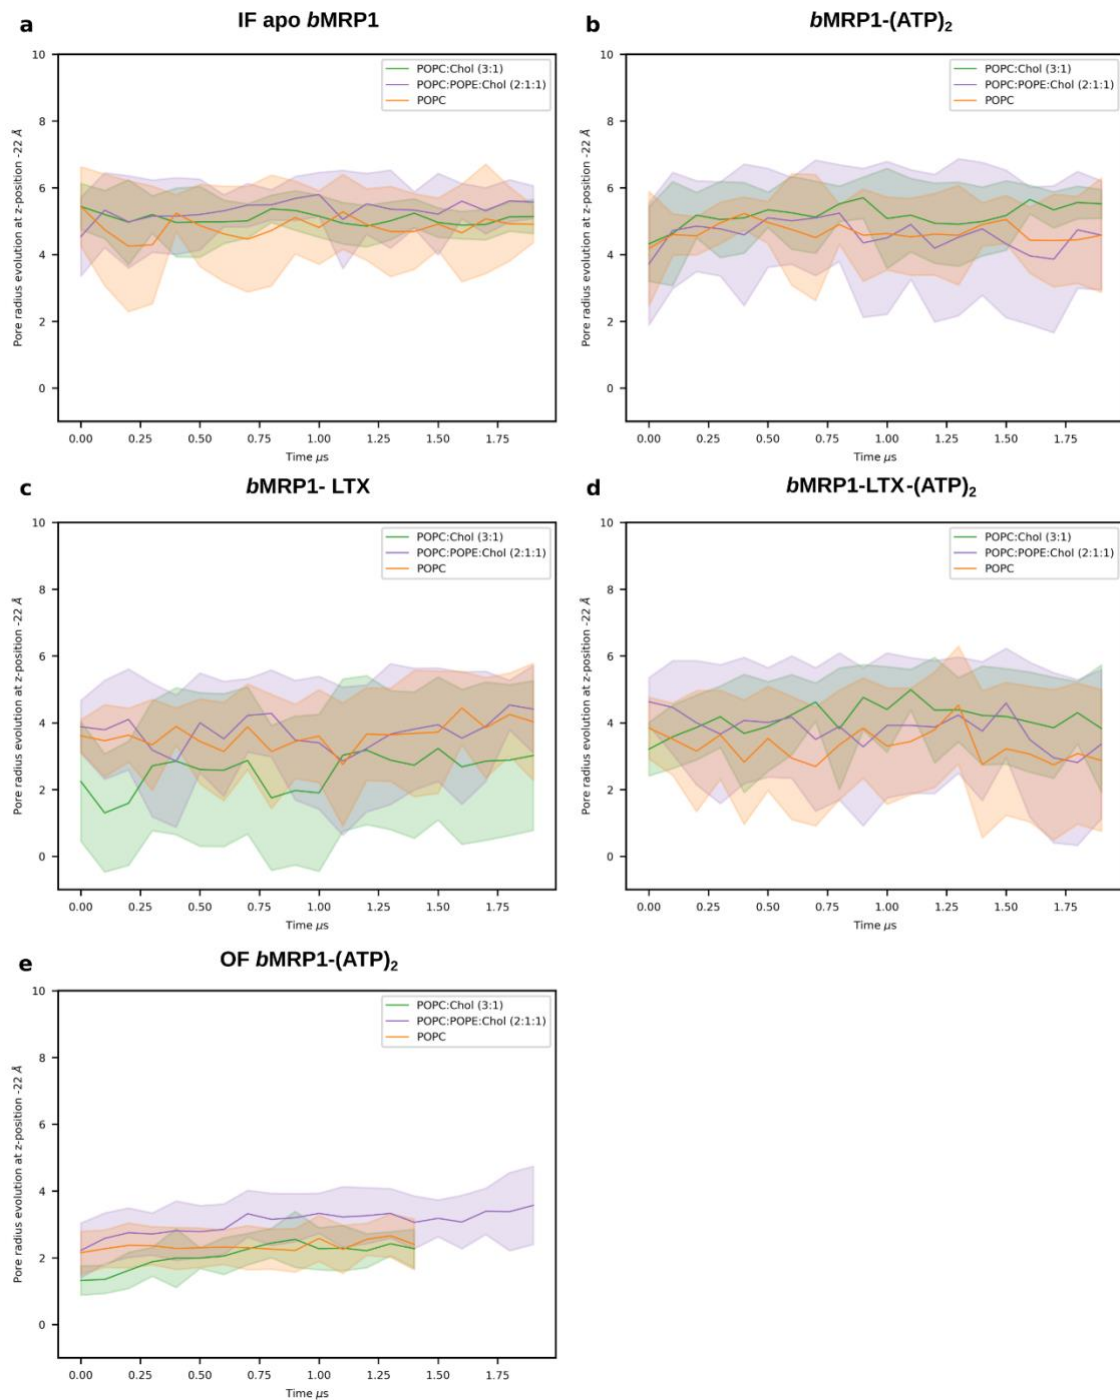 a
IF apo bMRP1
Pore radius evolution at z-position -22 Å
10
8
6
4
2
0
POPC:Chol (3:1)
POPC:POPE:Chol (2:1:1)
POPC
0.00 0.25 0.50 0.75 1.00 1.25 1.50 1.75
Time μs
b
bMRP1-(ATP)₂
Pore radius evolution at z-position -22 Å
10
8
6
4
2
0
POPC:Chol (3:1)
POPC:POPE:Chol (2:1:1)
POPC
0.00 0.25 0.50 0.75 1.00 1.25 1.50 1.75
Time μs
c
bMRP1- LTX
Pore radius evolution at z-position -22 Å
10
8
6
4
2
0
POPC:Chol (3:1)
POPC:POPE:Chol (2:1:1)
POPC
0.00 0.25 0.50 0.75 1.00 1.25 1.50 1.75
Time μs
d
bMRP1-LTX-(ATP)₂
Pore radius evolution at z-position -22 Å
10
8
6
4
2
0
POPC:Chol (3:1)
POPC:POPE:Chol (2:1:1)
POPC
0.00 0.25 0.50 0.75 1.00 1.25 1.50 1.75
Time μs
e
OF bMRP1-(ATP)₂
Pore radius evolution at z-position -22 Å
10
8
6
4
2
0
POPC:Chol (3:1)
POPC:POPE:Chol (2:1:1)
POPC
0.00 0.25 0.50 0.75 1.00 1.25 1.50 1.75
Time μs